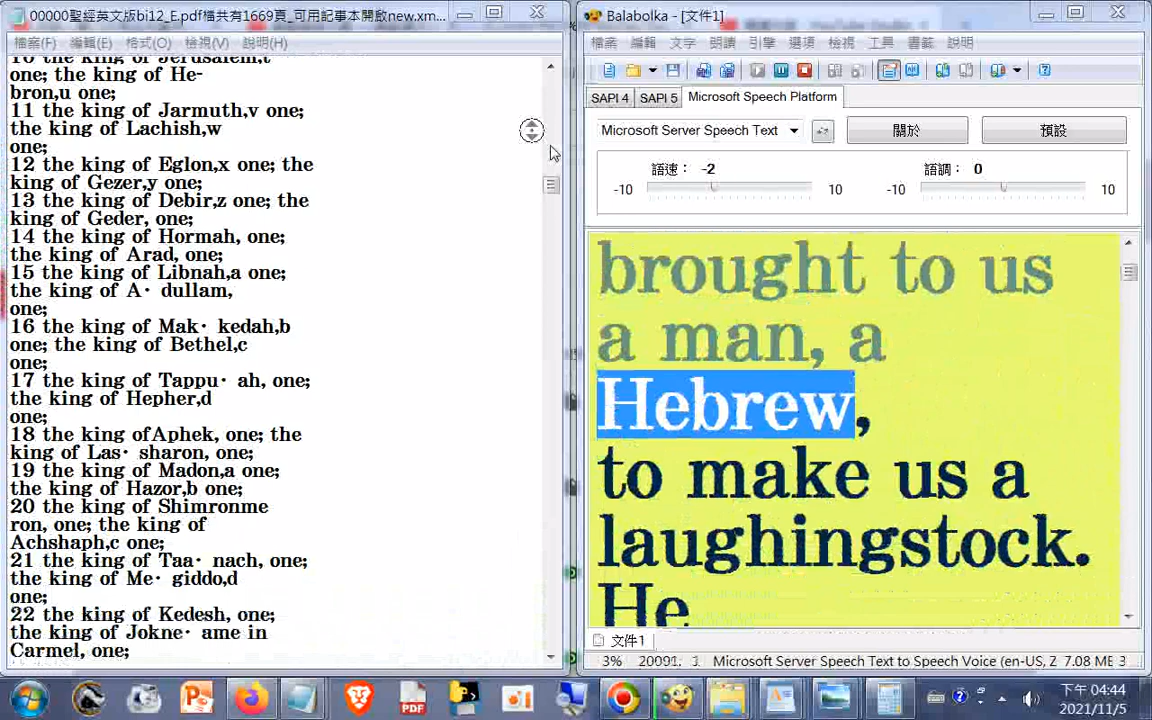 00000聖經英文版bi12_E.pdf檔共有1669頁_可用記事本開啟new.xm...
檔案(F) 編輯(E) 格式(O) 檢視(V) 說明(H)
10 the king of Jerusalem,t
one; the king of He-
bron,u one;
11 the king of Jarmuth,v one;
the king of Lachish,w
one;
12 the king of Eglon,x one; the
king of Gezer,y one;
13 the king of Debir,z one; the
king of Geder, one;
14 the king of Hormah, one;
the king of Arad, one;
15 the king of Libnah,a one;
the king of A· dullam,
one;
16 the king of Mak· kedah,b
one; the king of Bethel,c
one;
17 the king of Tappu· ah, one;
the king of Hepher,d
one;
18 the king ofAphek, one; the
king of Las· sharon, one;
19 the king of Madon,a one;
the king of Hazor,b one;
20 the king of Shimronme
ron, one; the king of
Achshaph,c one;
21 the king of Taa· nach, one;
the king of Me· giddo,d
one;
22 the king of Kedesh, one;
the king of Jokne· ame in
Carmel, one;
Balabolka - [文件1]
檔案 編輯 文字 朗讀 引擎 選項 檢視 工具 書籤 說明
SAPI 4 SAPI 5 Microsoft Speech Platform
Microsoft Server Speech Text 關於 預設
語速: -2 語調: 0
-10 10 -10 10
brought to us
a man, a
Hebrew,
to make us a
laughingstock.
He
文件1
3% 20091, 1 Microsoft Server Speech Text to Speech Voice (en-US, Z 7.08 ME 3
下午 04:44
2021/11/5